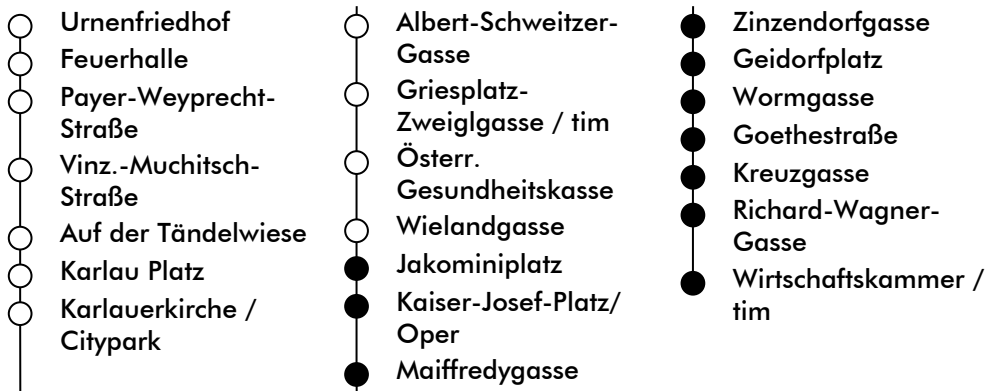 Urnenfriedhof
Feuerhalle
Payer-Weyprecht-
Straße
Vinz.-Muchitsch-
Straße
Auf der Tändelwiese
Karlau Platz
Karlauerkirche /
Citypark
Albert-Schweitzer-
Gasse
Griesplatz-
Zweiglgasse / tim
Österr.
Gesundheitskasse
Wielandgasse
Jakominiplatz
Kaiser-Josef-Platz/
Oper
Maiffredygasse
Zinzendorfgasse
Geidorfplatz
Wormgasse
Goethestraße
Kreuzgasse
Richard-Wagner-
Gasse
Wirtschaftskammer /
tim